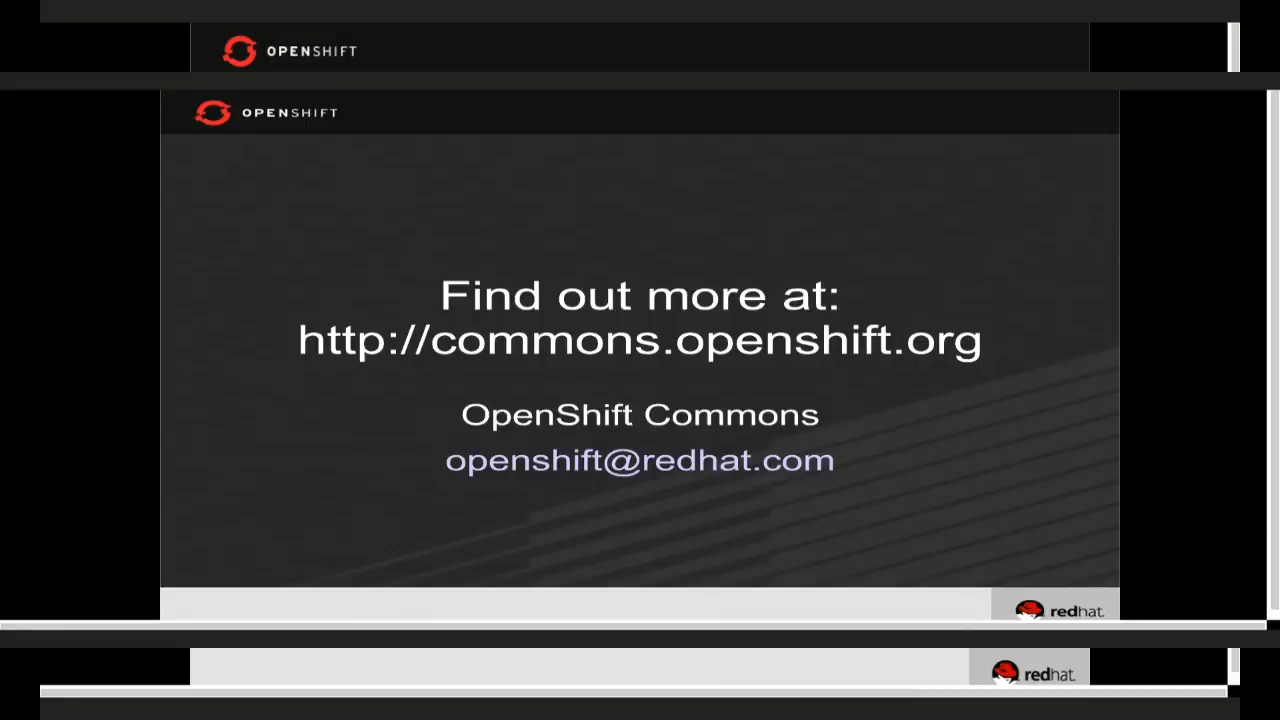 OPENSHIFT
OPENSHIFT
Find out more at:
http://commons.openshift.org
OpenShift Commons
openshift@redhat.com
redhat.
redhat.